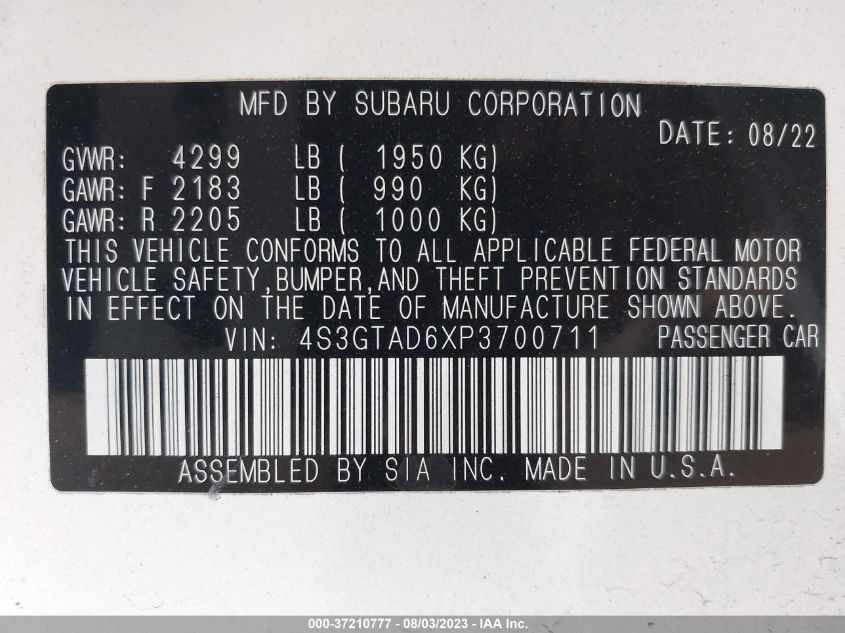 MFD BY SUBARU CORPORATION
DATE: 08/22
GVWR: 4299 LB ( 1950 KG)
GAWR: F 2183 LB ( 990 KG)
GAWR: R 2205 LB ( 1000 KG)
THIS VEHICLE CONFORMS TO ALL APPLICABLE FEDERAL MOTOR
VEHICLE SAFETY,BUMPER,AND THEFT PREVENTION STANDARDS
IN EFFECT ON THE DATE OF MANUFACTURE SHOWN ABOVE.
VIN: 4S3GTAD6XP3700711 PASSENGER CAR
ASSEMBLED BY SIA INC. MADE IN U.S.A.
000-37210777 - 08/03/2023 - IAA Inc.